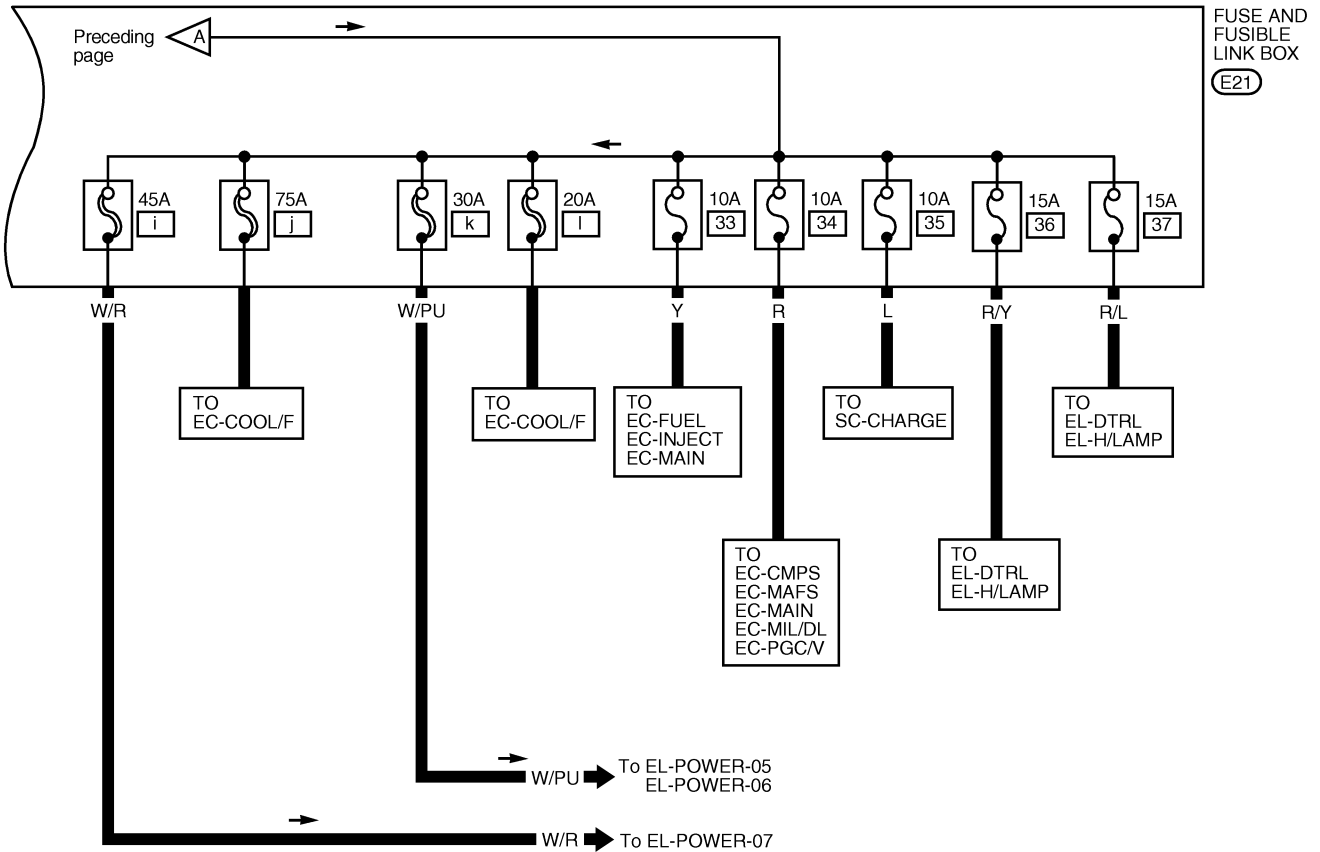 FUSE AND
FUSIBLE
LINK BOX
E21
Preceding
page
A
45A
i
75A
j
30A
k
20A
l
10A
33
10A
34
10A
35
15A
36
15A
37
W/R
W/PU
Y
R
L
R/Y
R/L
TO
EC-COOL/F
TO
EC-COOL/F
TO
EC-FUEL
EC-INJECT
EC-MAIN
TO
SC-CHARGE
TO
EL-DTRL
EL-H/LAMP
TO
EC-CMPS
EC-MAFS
EC-MAIN
EC-MIL/DL
EC-PGC/V
TO
EL-DTRL
EL-H/LAMP
W/PU
To EL-POWER-05
EL-POWER-06
W/R
To EL-POWER-07